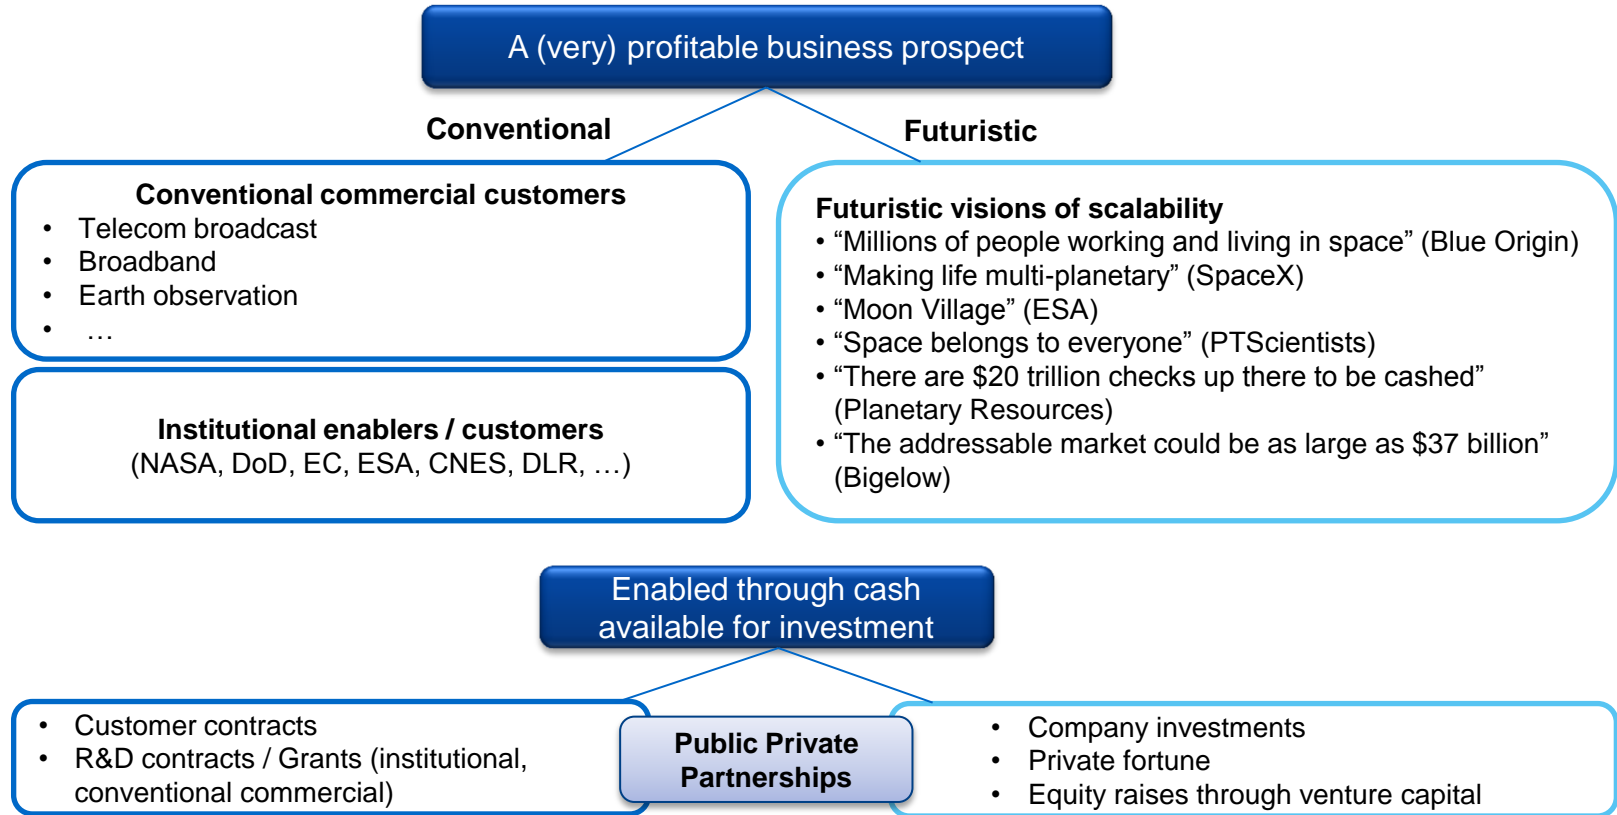 A (very) profitable business prospect
Conventional
Futuristic
Conventional commercial customers
• Telecom broadcast
• Broadband
• Earth observation
• …
Institutional enablers / customers
(NASA, DoD, EC, ESA, CNES, DLR, …)
Futuristic visions of scalability
• “Millions of people working and living in space” (Blue Origin)
• “Making life multi-planetary” (SpaceX)
• “Moon Village” (ESA)
• “Space belongs to everyone” (PTScientists)
• “There are $20 trillion checks up there to be cashed”
(Planetary Resources)
• “The addressable market could be as large as $37 billion”
(Bigelow)
Enabled through cash
available for investment
• Customer contracts
• R&D contracts / Grants (institutional,
conventional commercial)
Public Private
Partnerships
• Company investments
• Private fortune
• Equity raises through venture capital